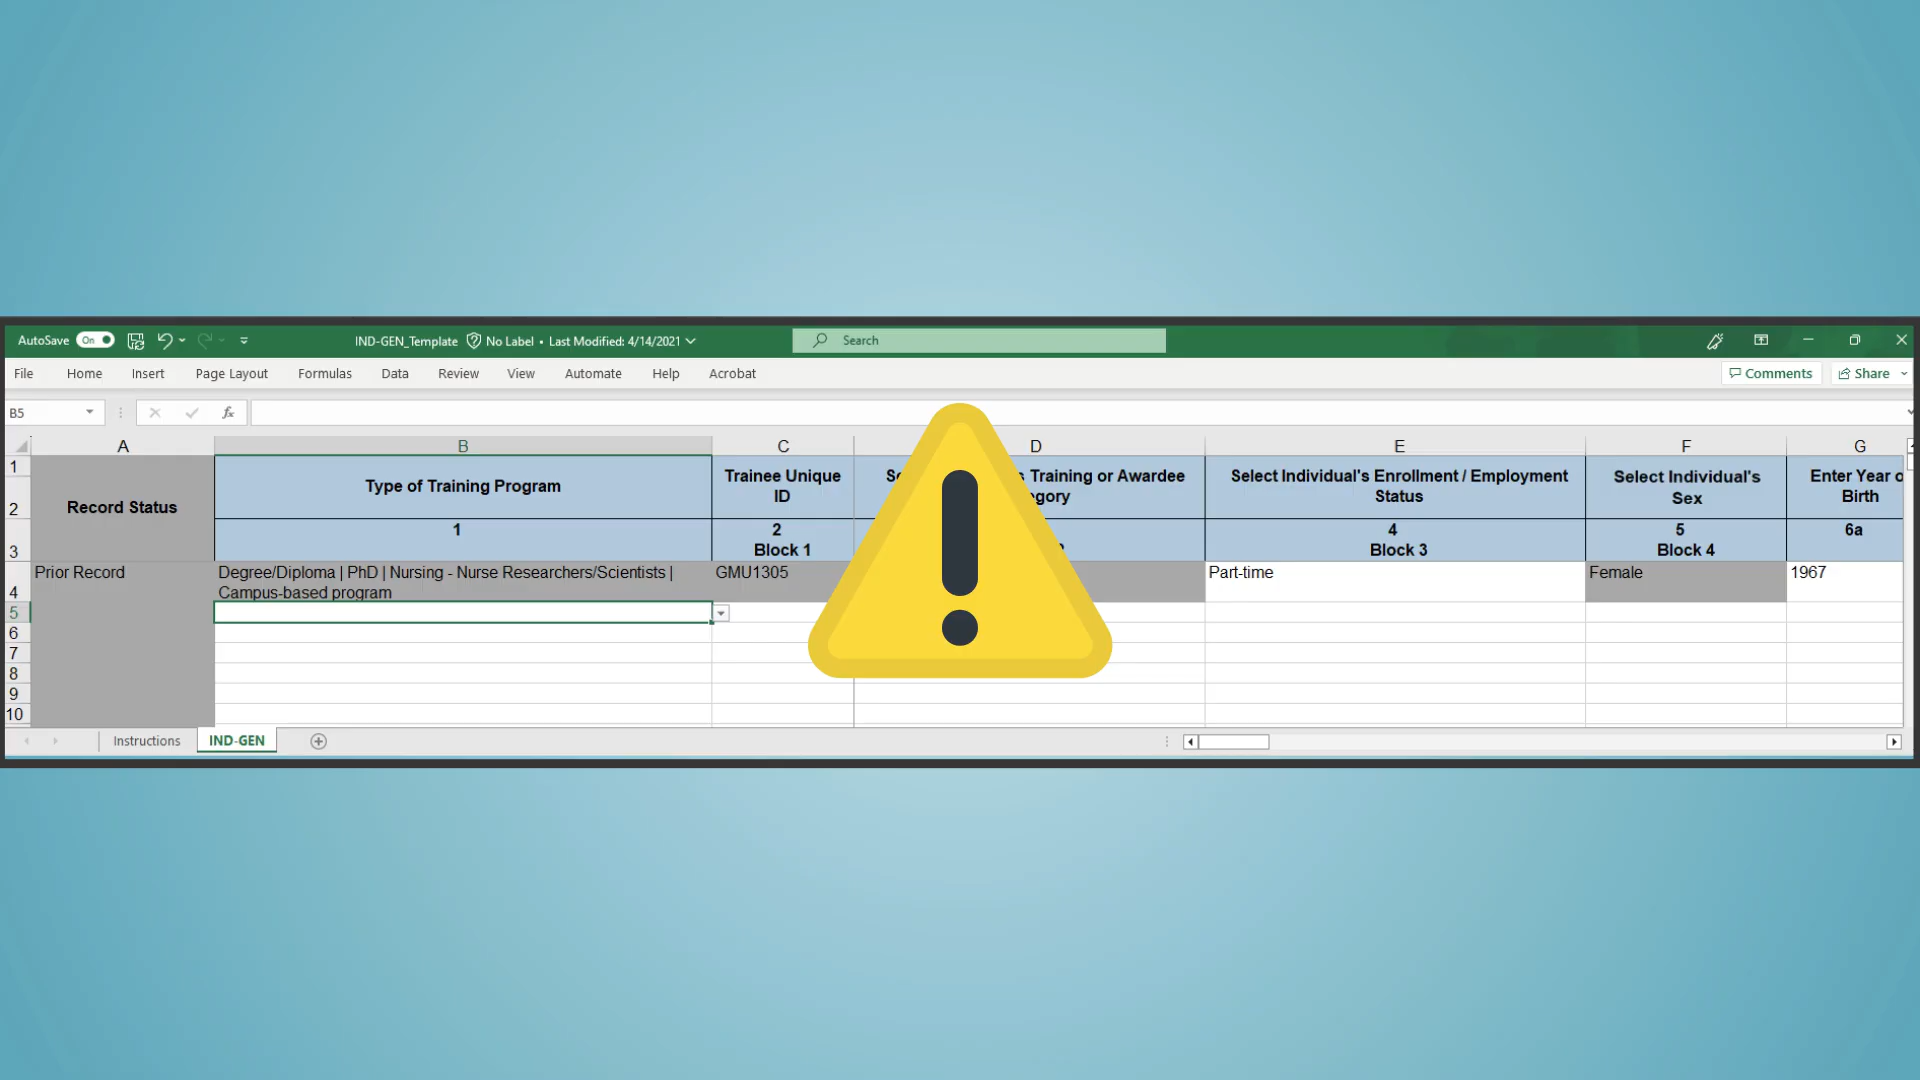 AutoSave On IND-GEN_Template No Label • Last Modified: 4/14/2021 Search
File Home Insert Page Layout Formulas Data Review View Automate Help Acrobat Comments Share
B5 fx
A B C D E F G
1
2
3
Record Status
Type of Training Program
1
Trainee Unique
ID
2
Block 1
Training or Awardee
Select Individual's Enrollment / Employment
Status
4
Block 3
Select Individual's
Sex
5
Block 4
Enter Year
Birth
6a
4 Prior Record
Degree/Diploma | PhD | Nursing - Nurse Researchers/Scientists |
Campus-based program
GMU1305
Part-time
Female
1967
5
6
7
8
9
10
Instructions IND-GEN